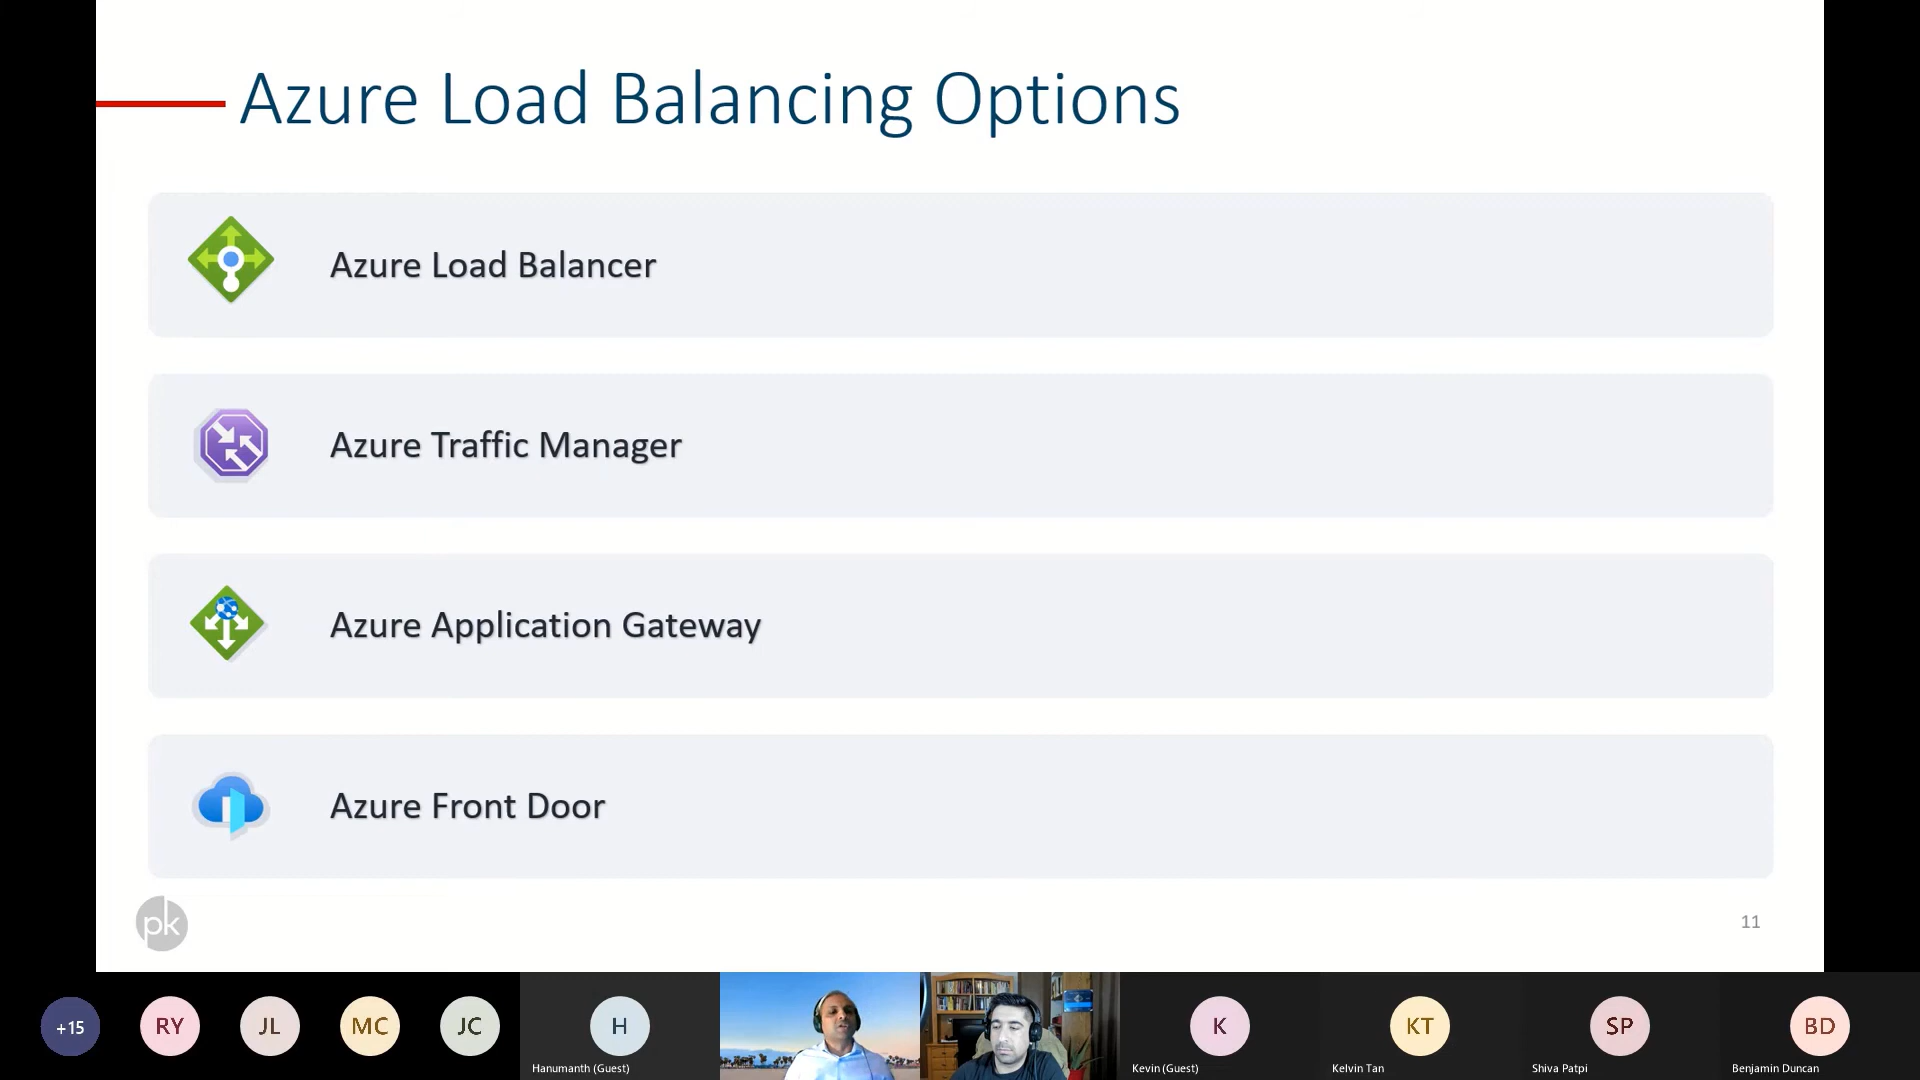 Azure Load Balancing Options
Azure Load Balancer
Azure Traffic Manager
Azure Application Gateway
Azure Front Door
pk
11
+15
RY
JL
MC
JC
H
Hanumanth (Guest)
K
Kevin (Guest)
KT
Kelvin Tan
SP
Shiva Patpi
BD
Benjamin Duncan